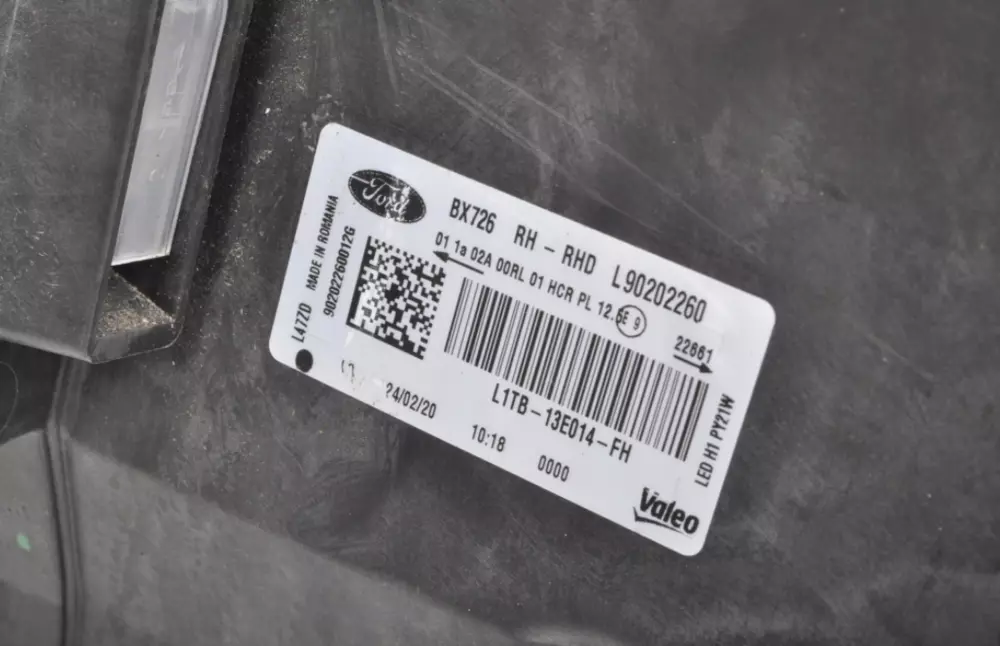 Ford
BX726 RH - RHD L90202260
01 1a 02A 00RL 01 HCR PL 12.5E 9
22661
L47ZD MADE IN ROMANIA
90202260012G
L1TB-13E014-FH
24/02/20
10:18 0000
LED H1 PY21W
Valeo